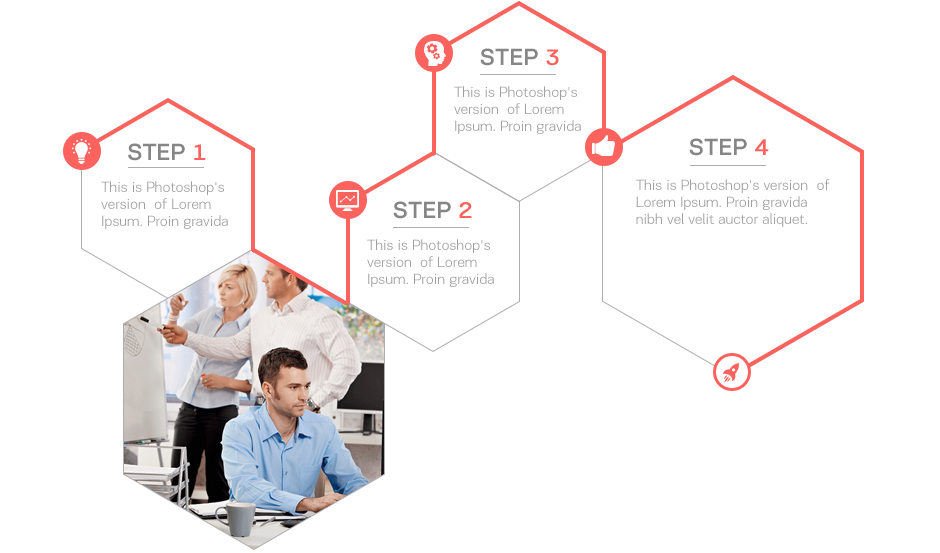 STEP 1
This is Photoshop's
version of Lorem
Ipsum. Proin gravida
STEP 2
This is Photoshop's
version of Lorem
Ipsum. Proin gravida
STEP 3
This is Photoshop's
version of Lorem
Ipsum. Proin gravida
STEP 4
This is Photoshop's version of
Lorem Ipsum. Proin gravida
nibh vel velit auctor aliquet.